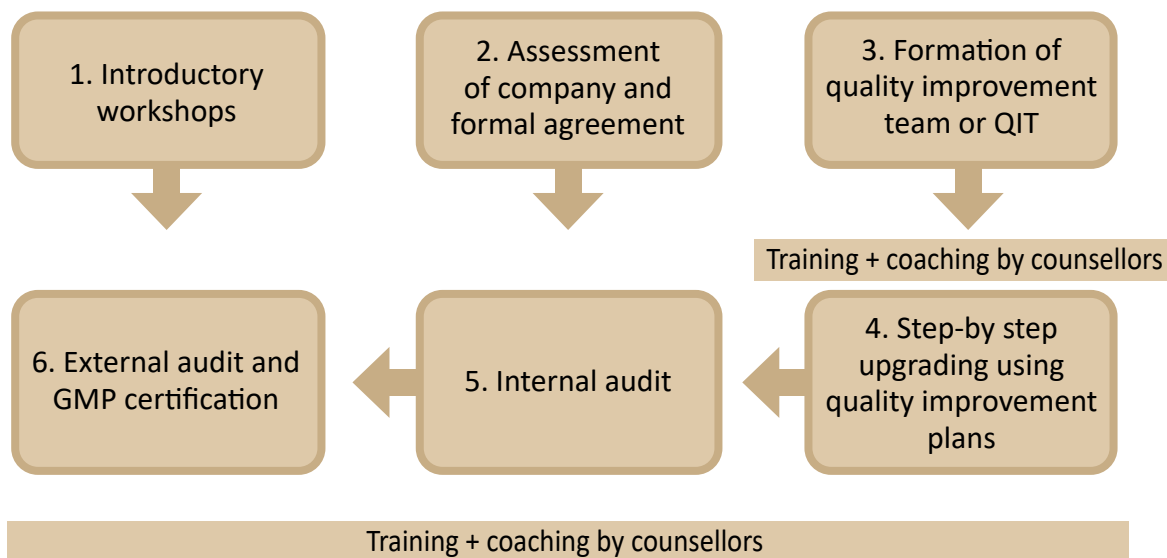 1. Introductory
workshops
2. Assessment
of company and
formal agreement
3. Formation of
quality improvement
team or QIT
Training + coaching by counsellors
6. External audit and
GMP certification
5. Internal audit
4. Step-by step
upgrading using
quality improvement
plans
Training + coaching by counsellors